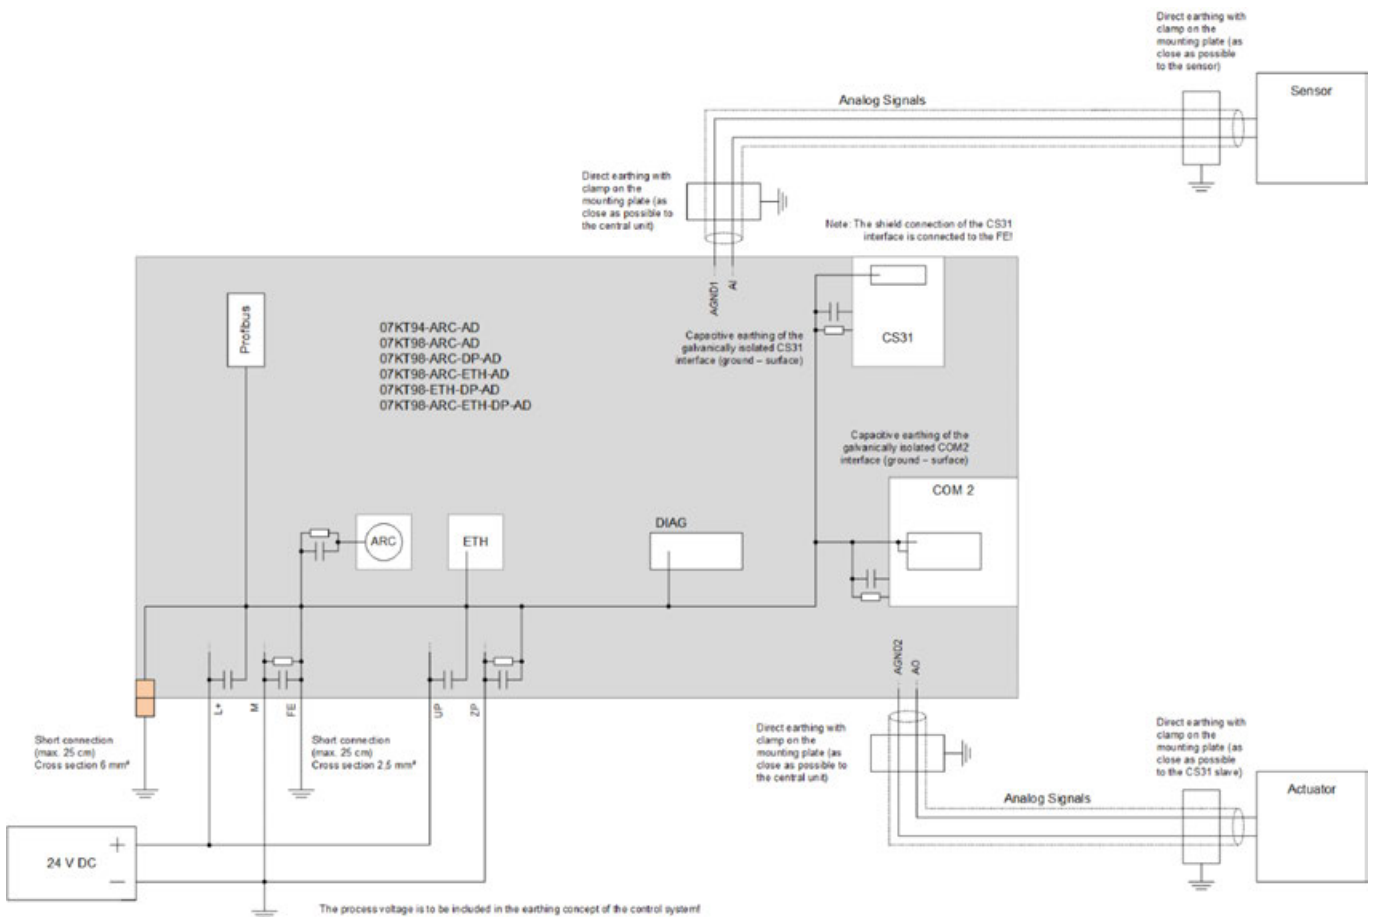 Direct earthing with
clamp on the
mounting plate (as
close as possible
to the sensor)
Sensor
Analog Signals
Direct earthing with
clamp on the
mounting plate (as
close as possible to
the central unit)
Note: The shield connection of the CS31
interface is connected to the FE!
AGND1
AI
Profibus
07KT94-ARC-AD
07KT98-ARC-AD
07KT98-ARC-DP-AD
07KT98-ARC-ETH-AD
07KT98-ETH-DP-AD
07KT98-ARC-ETH-DP-AD
Capacitive earthing of the
galvanically isolated CS31
interface (ground – surface)
CS31
Capacitive earthing of the
galvanically isolated COM2
interface (ground – surface)
COM 2
ARC
ETH
DIAG
L+
M
FE
UP
ZP
AGND2
AO
Short connection
(max. 25 cm)
Cross section 6 mm²
Short connection
(max. 25 cm)
Cross section 2,5 mm²
Direct earthing with
clamp on the
mounting plate (as
close as possible to
the central unit)
Direct earthing with
clamp on the
mounting plate (as
close as possible
to the CS31 slave)
Actuator
Analog Signals
24 V DC
+
–
The process voltage is to be included in the earthing concept of the control system!